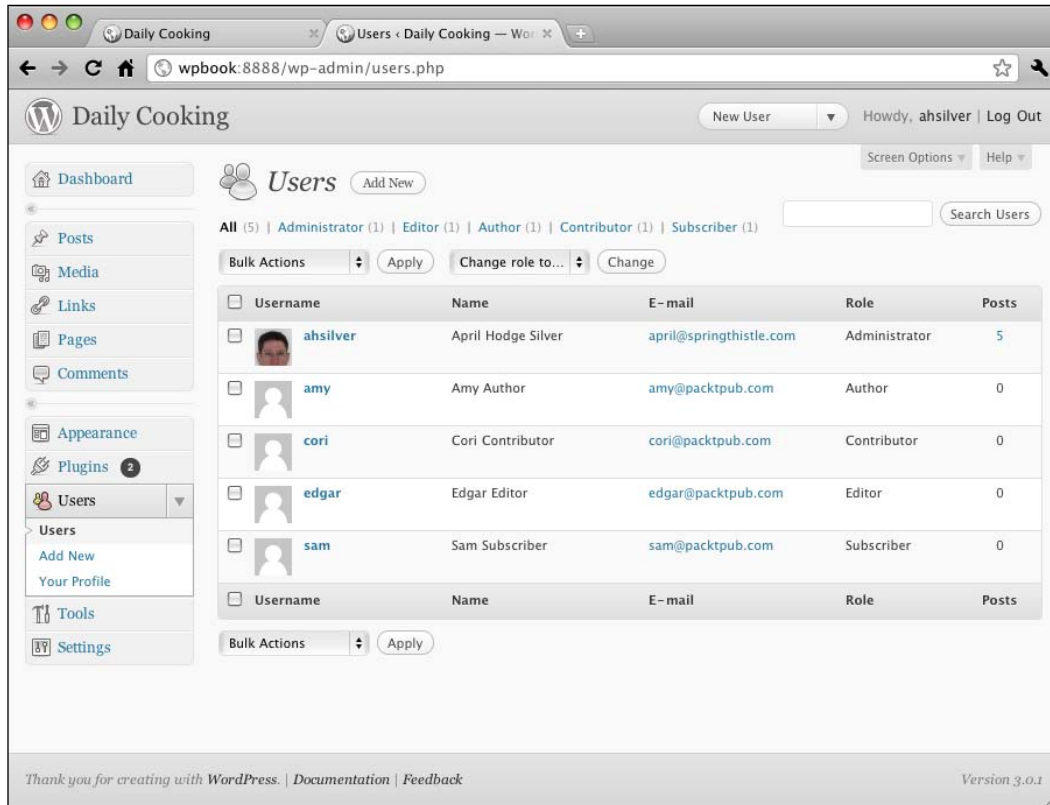 Daily Cooking
Users ‹ Daily Cooking — Wor
wpbook:8888/wp-admin/users.php
Daily Cooking
New User
Howdy, ahsilver | Log Out
Screen Options
Help
Dashboard
Posts
Media
Links
Pages
Comments
Appearance
Plugins 2
Users
Users
Add New
Your Profile
Tools
Settings
Users
Add New
All (5) | Administrator (1) | Editor (1) | Author (1) | Contributor (1) | Subscriber (1)
Search Users
Bulk Actions Apply Change role to... Change
Username Name E-mail Role Posts
ahsilver April Hodge Silver april@springthistle.com Administrator 5
amy Amy Author amy@packtpub.com Author 0
cori Cori Contributor cori@packtpub.com Contributor 0
edgar Edgar Editor edgar@packtpub.com Editor 0
sam Sam Subscriber sam@packtpub.com Subscriber 0
Username Name E-mail Role Posts
Bulk Actions Apply
Thank you for creating with WordPress. | Documentation | Feedback
Version 3.0.1